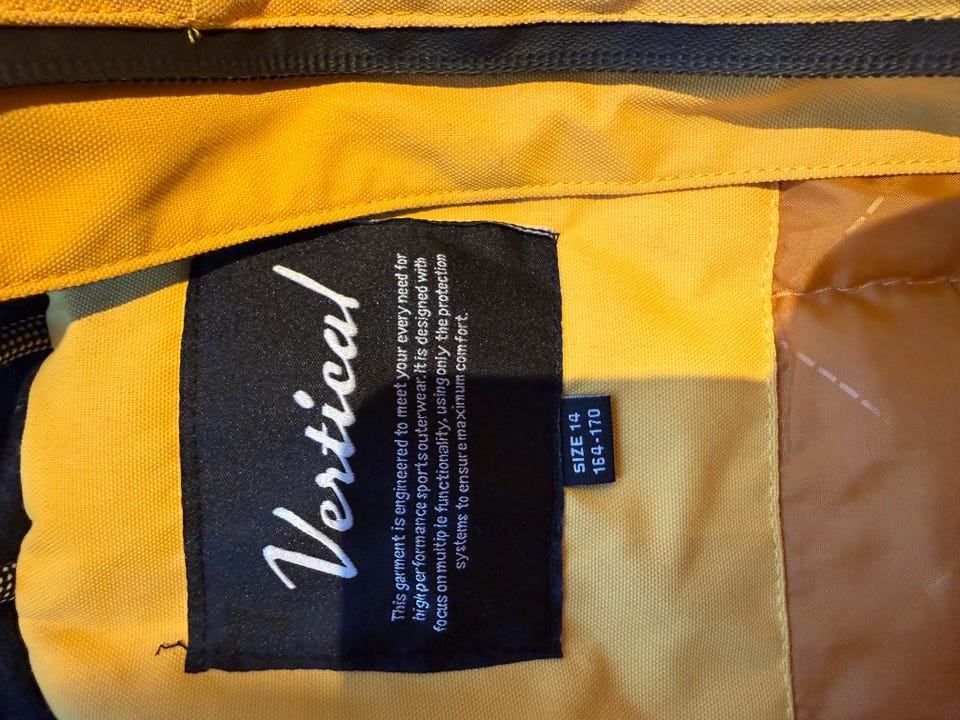 Vertical
This garment is engineered to meet your every need for
high performance sports outerwear. it is designed with
focus on multiple functionality, using only the protection
systems to ensure maximum comfort.
SIZE 14
164-170